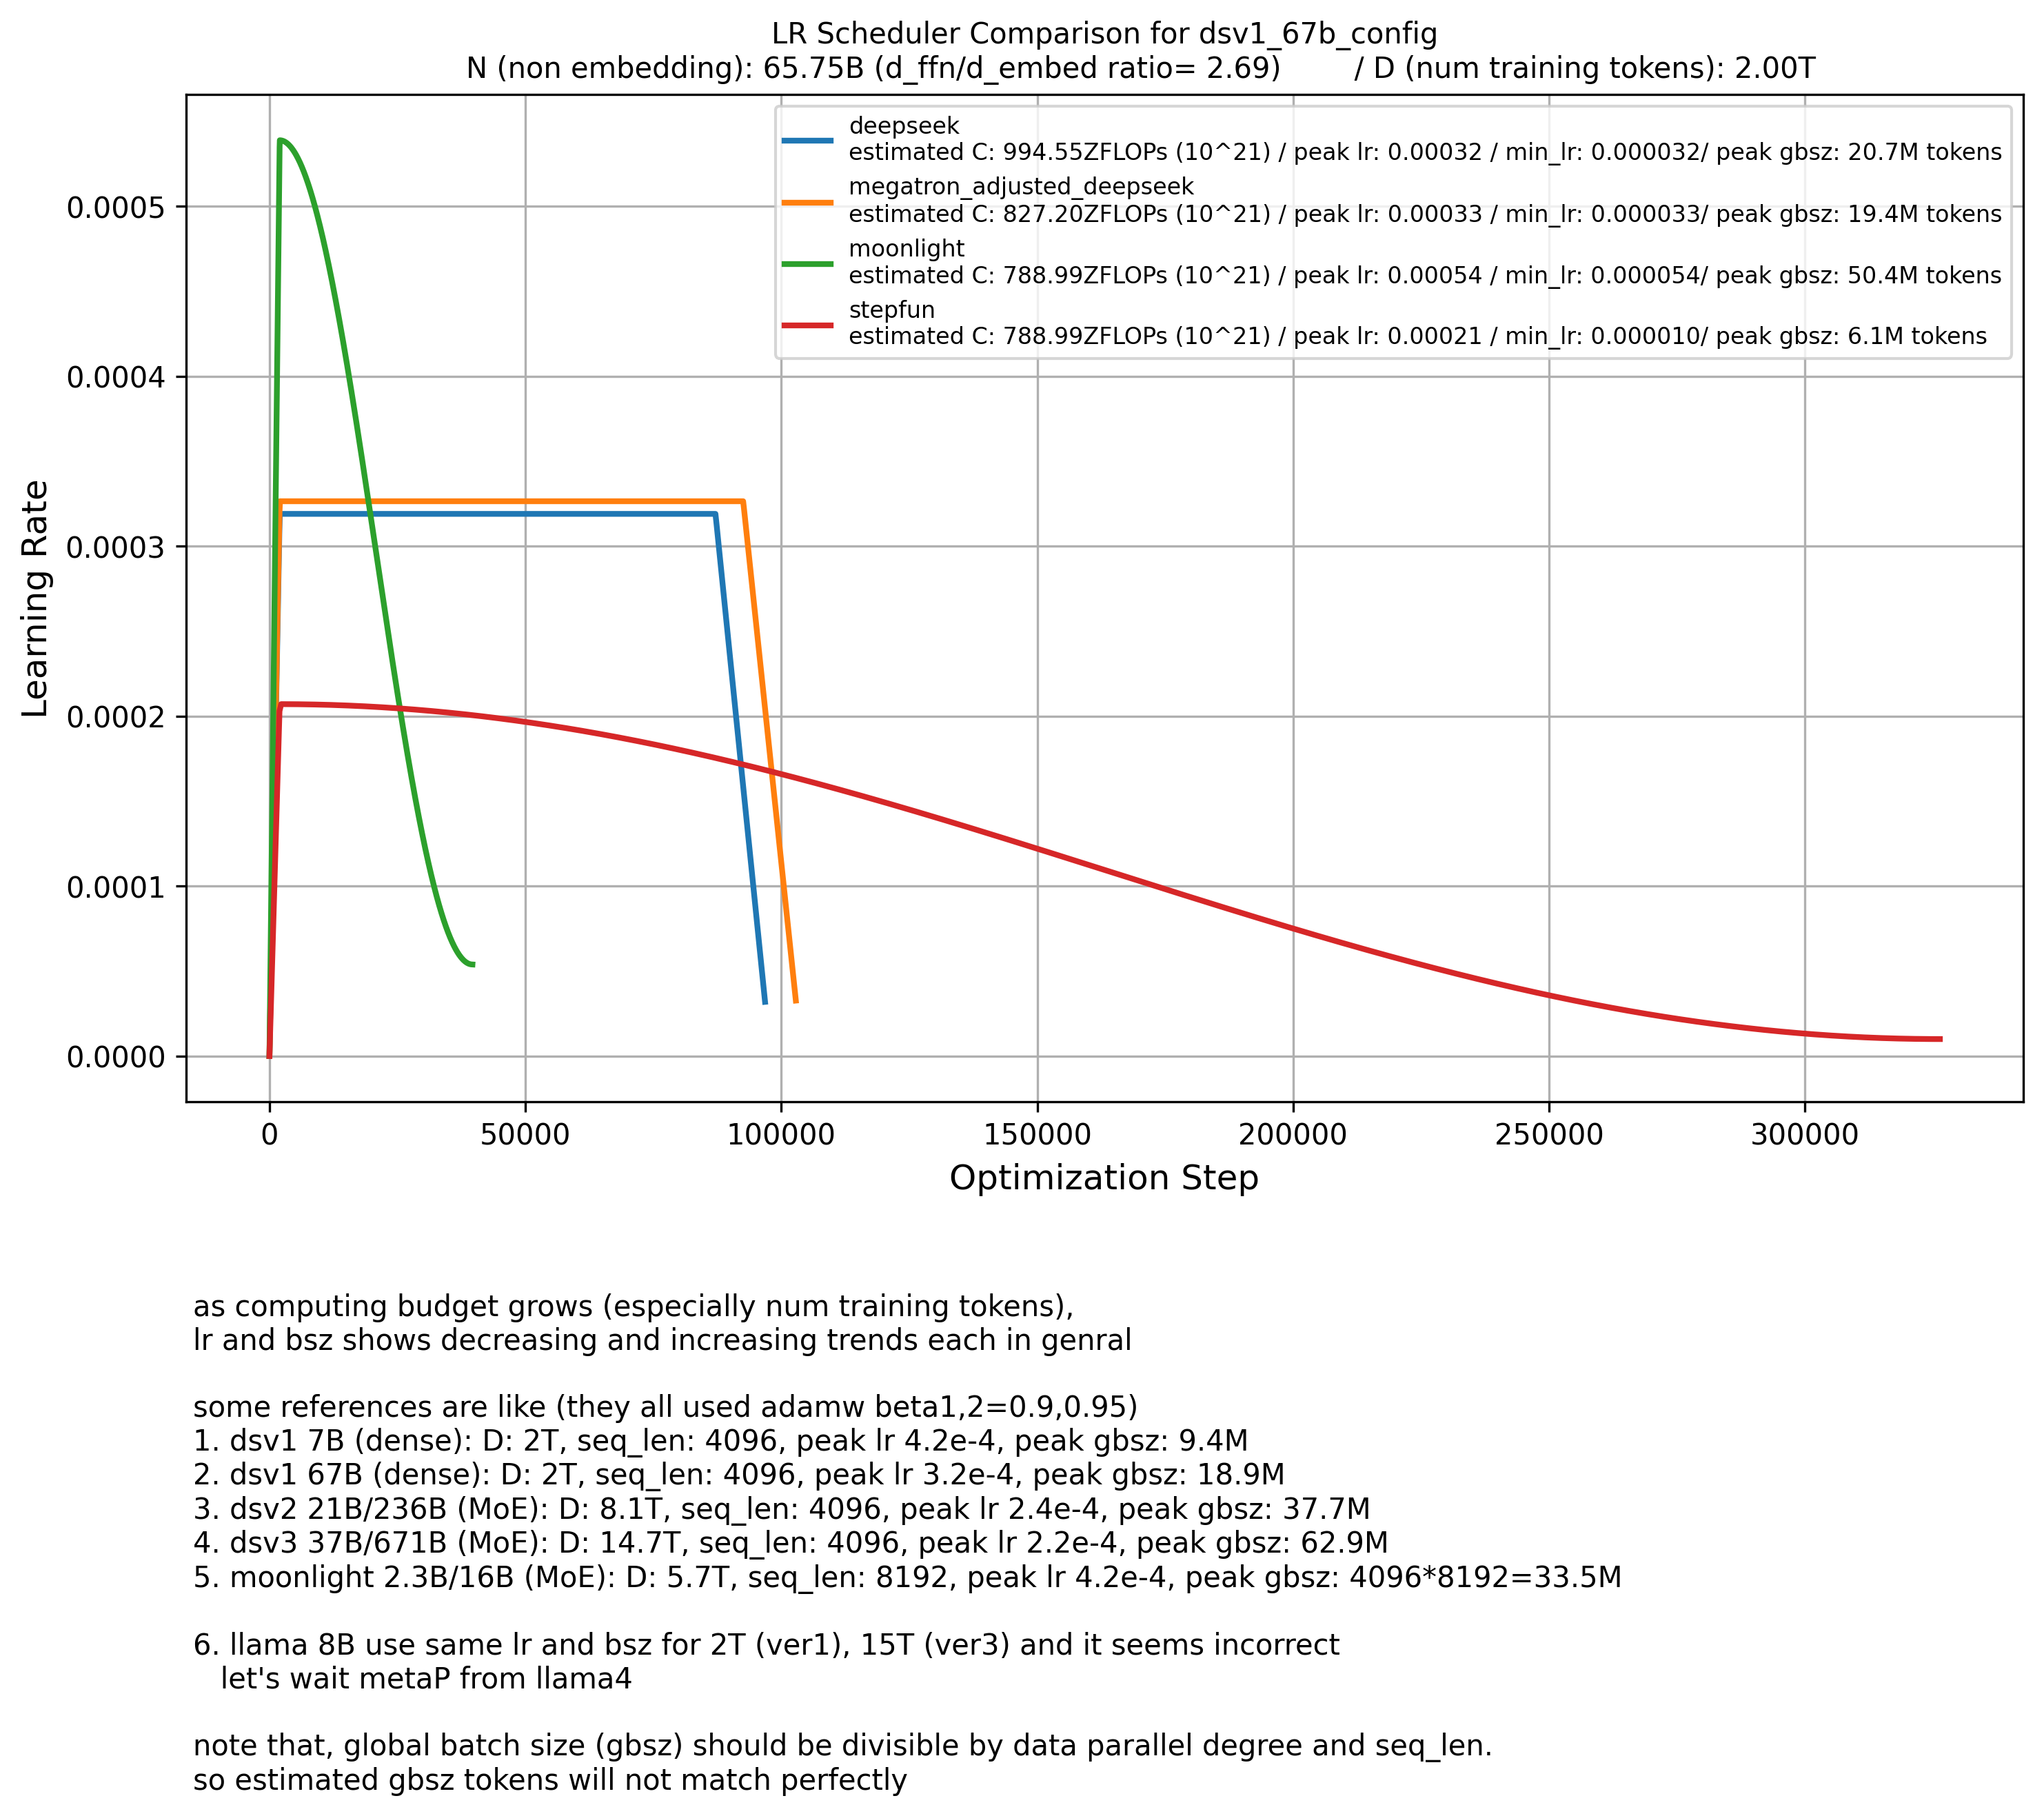 LR Scheduler Comparison for dsv1_67b_config
N (non embedding): 65.75B (d_ffn/d_embed ratio= 2.69) / D (num training tokens): 2.00T
deepseek
estimated C: 994.55ZFLOPs (10^21) / peak lr: 0.00032 / min_lr: 0.000032/ peak gbsz: 20.7M tokens
megatron_adjusted_deepseek
estimated C: 827.20ZFLOPs (10^21) / peak lr: 0.00033 / min_lr: 0.000033/ peak gbsz: 19.4M tokens
moonlight
estimated C: 788.99ZFLOPs (10^21) / peak lr: 0.00054 / min_lr: 0.000054/ peak gbsz: 50.4M tokens
stepfun
estimated C: 788.99ZFLOPs (10^21) / peak lr: 0.00021 / min_lr: 0.000010/ peak gbsz: 6.1M tokens
Learning Rate
0.0005
0.0004
0.0003
0.0002
0.0001
0.0000
0 50000 100000 150000 200000 250000 300000
Optimization Step
as computing budget grows (especially num training tokens),
lr and bsz shows decreasing and increasing trends each in genral
some references are like (they all used adamw beta1,2=0.9,0.95)
1. dsv1 7B (dense): D: 2T, seq_len: 4096, peak lr 4.2e-4, peak gbsz: 9.4M
2. dsv1 67B (dense): D: 2T, seq_len: 4096, peak lr 3.2e-4, peak gbsz: 18.9M
3. dsv2 21B/236B (MoE): D: 8.1T, seq_len: 4096, peak lr 2.4e-4, peak gbsz: 37.7M
4. dsv3 37B/671B (MoE): D: 14.7T, seq_len: 4096, peak lr 2.2e-4, peak gbsz: 62.9M
5. moonlight 2.3B/16B (MoE): D: 5.7T, seq_len: 8192, peak lr 4.2e-4, peak gbsz: 4096*8192=33.5M
6. llama 8B use same lr and bsz for 2T (ver1), 15T (ver3) and it seems incorrect
let's wait metaP from llama4
note that, global batch size (gbsz) should be divisible by data parallel degree and seq_len.
so estimated gbsz tokens will not match perfectly